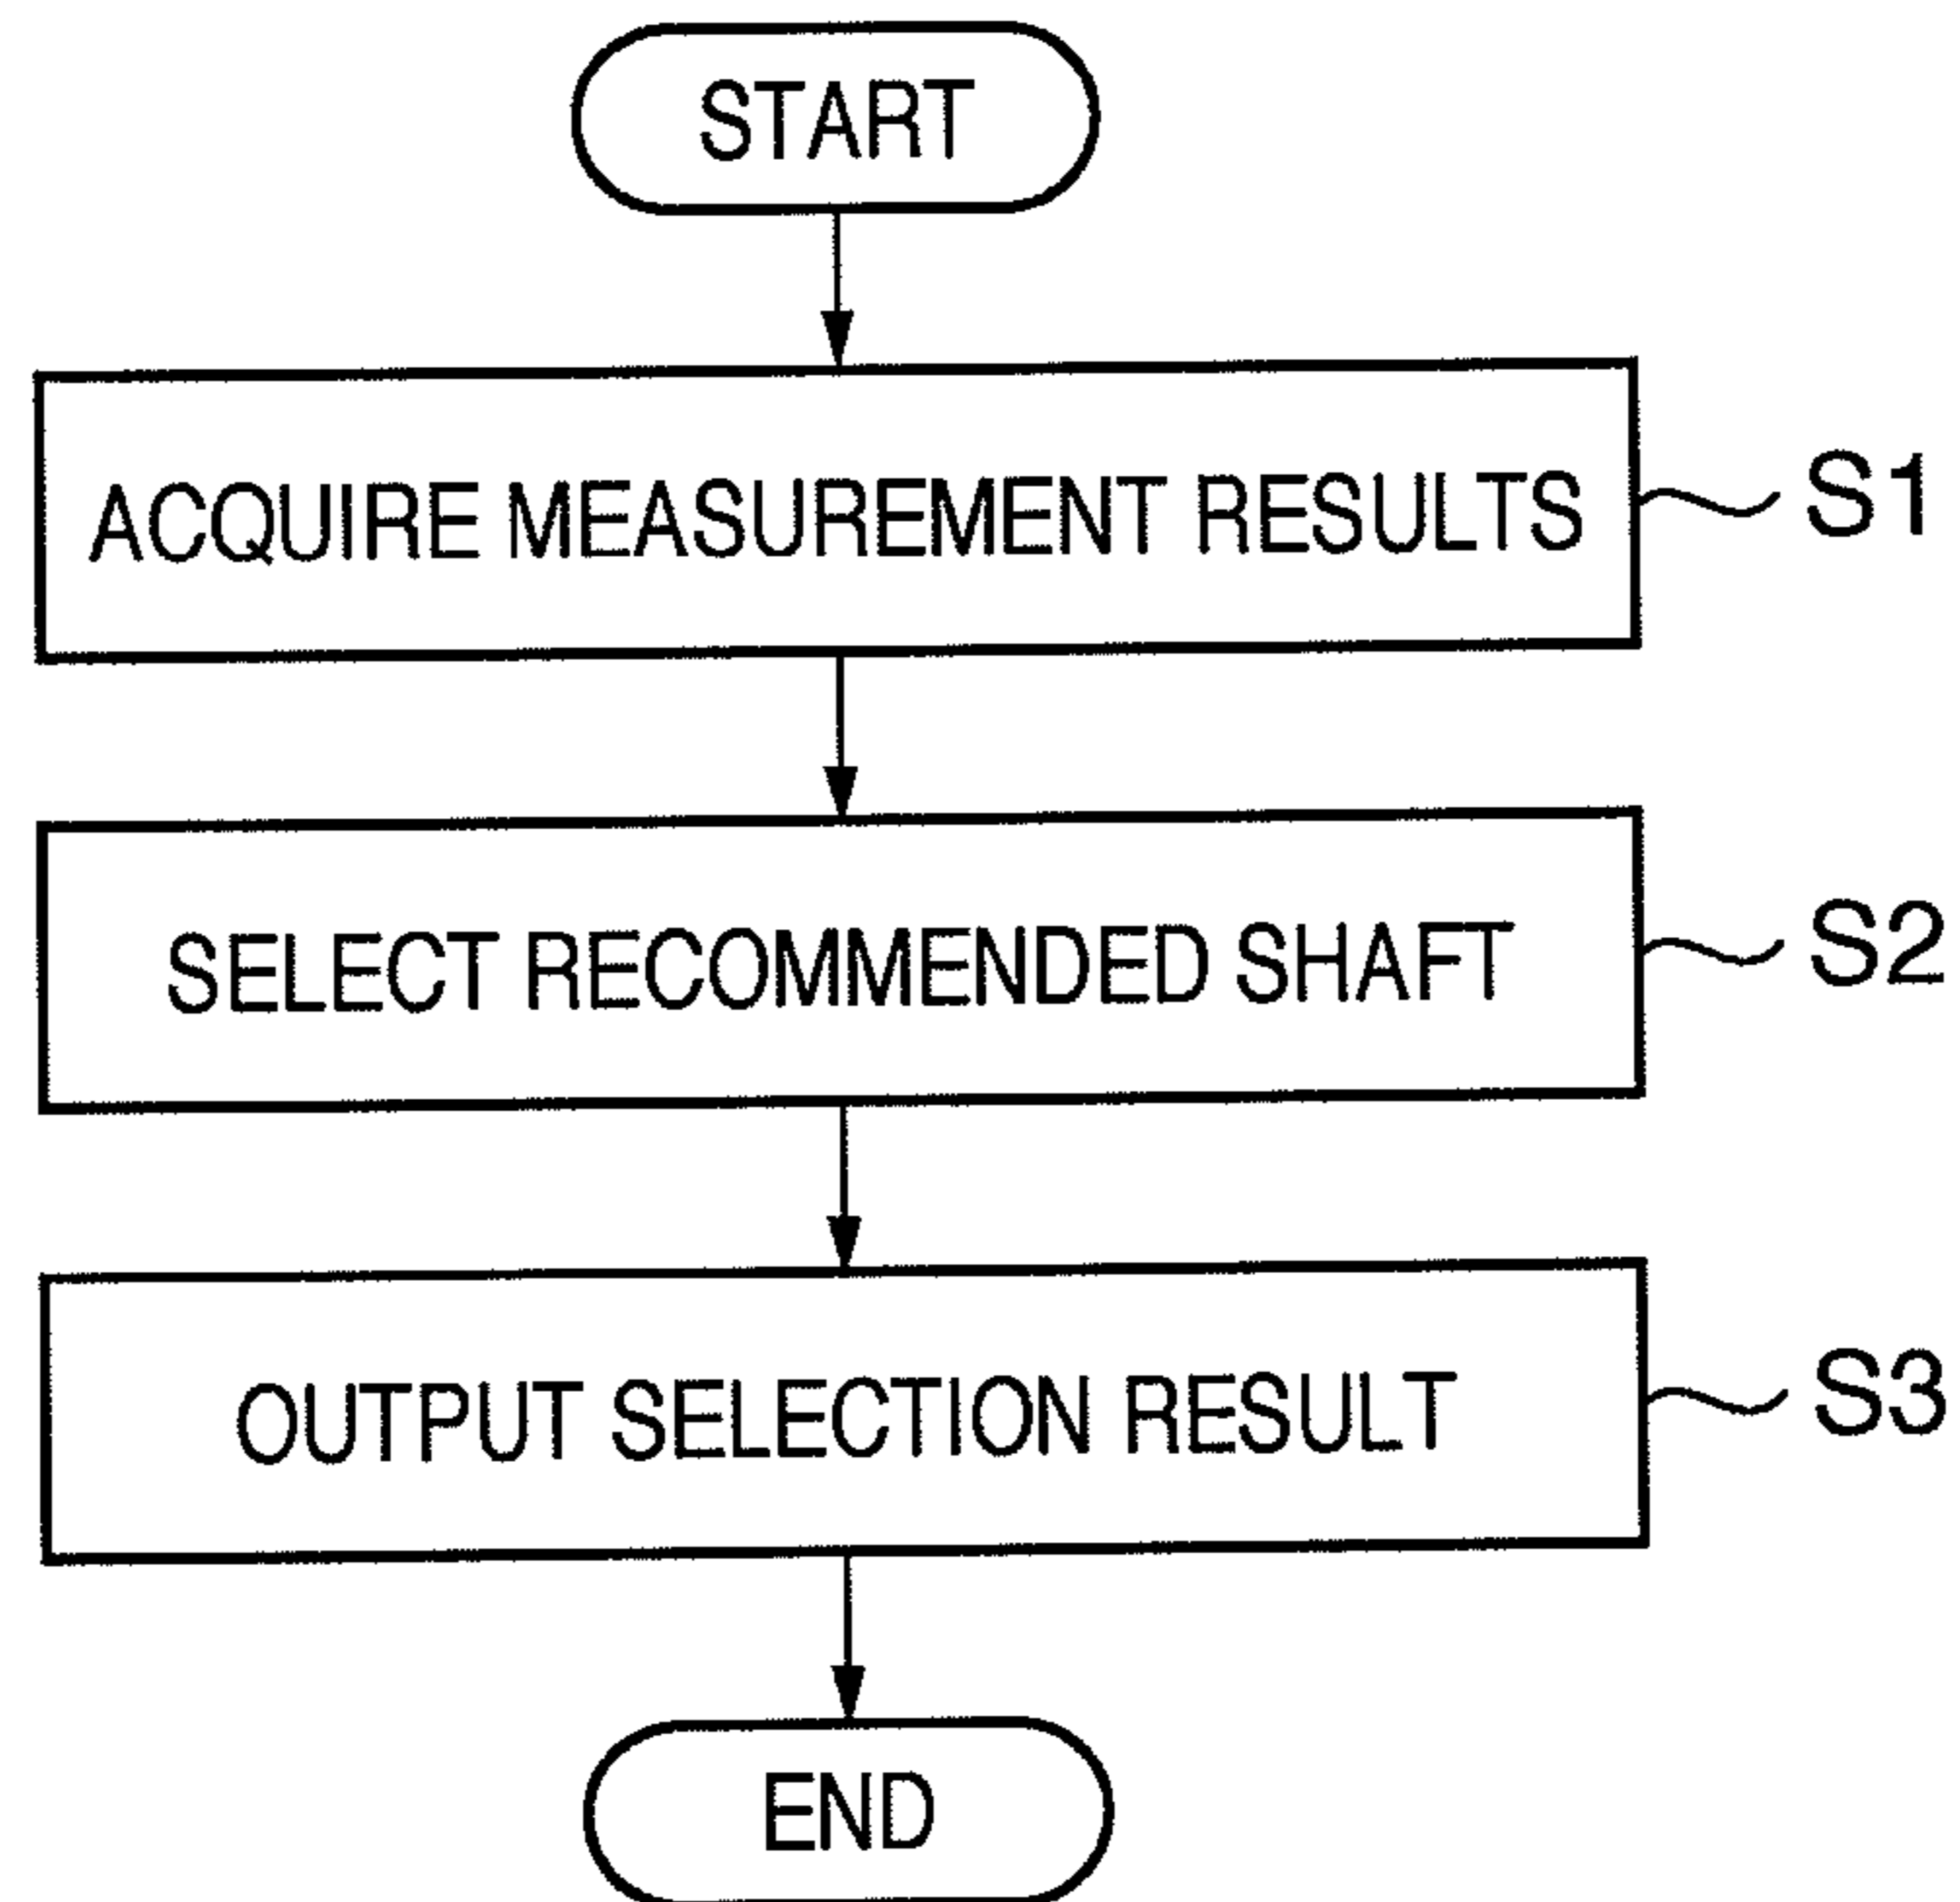 START
ACQUIRE MEASUREMENT RESULTS
S1
SELECT RECOMMENDED SHAFT
S2
OUTPUT SELECTION RESULT
S3
END